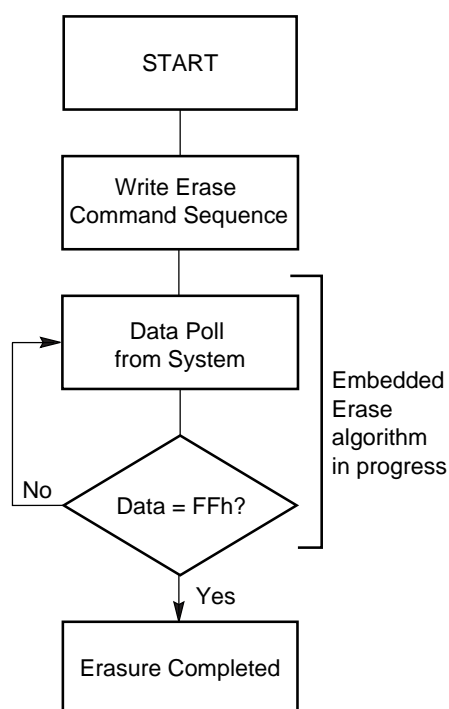 START
Write Erase
Command Sequence
Data Poll
from System
Embedded
Erase
algorithm
in progress
No
Data = FFh?
Yes
Erasure Completed